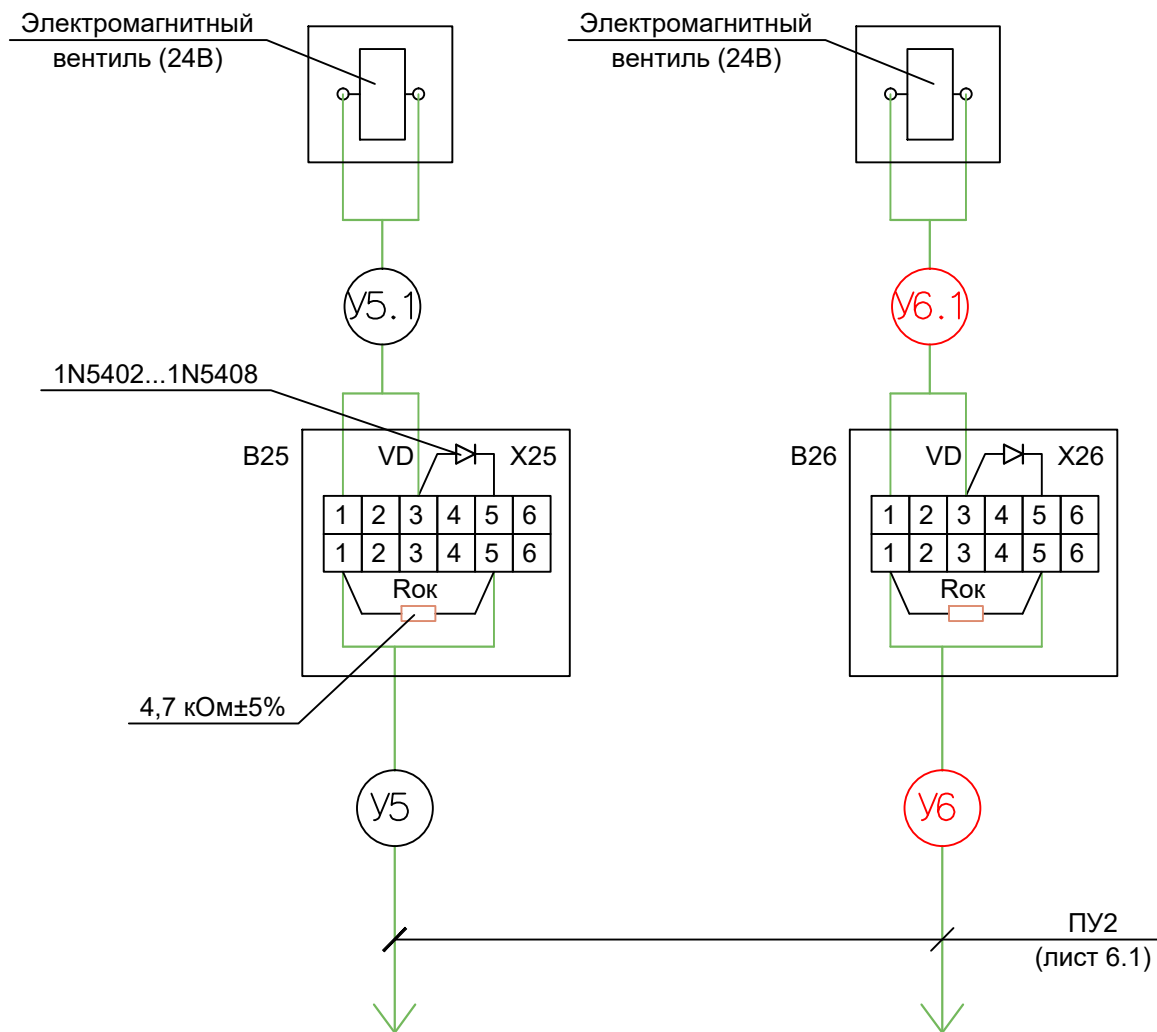 Электромагнитный
вентиль (24В)
Электромагнитный
вентиль (24В)
У5.1
У6.1
1N5402...1N5408
В25 VD X25
В26 VD X26
1 2 3 4 5 6
1 2 3 4 5 6
1 2 3 4 5 6
1 2 3 4 5 6
Rок
Rок
4,7 кОм±5%
У5
У6
ПУ2
(лист 6.1)